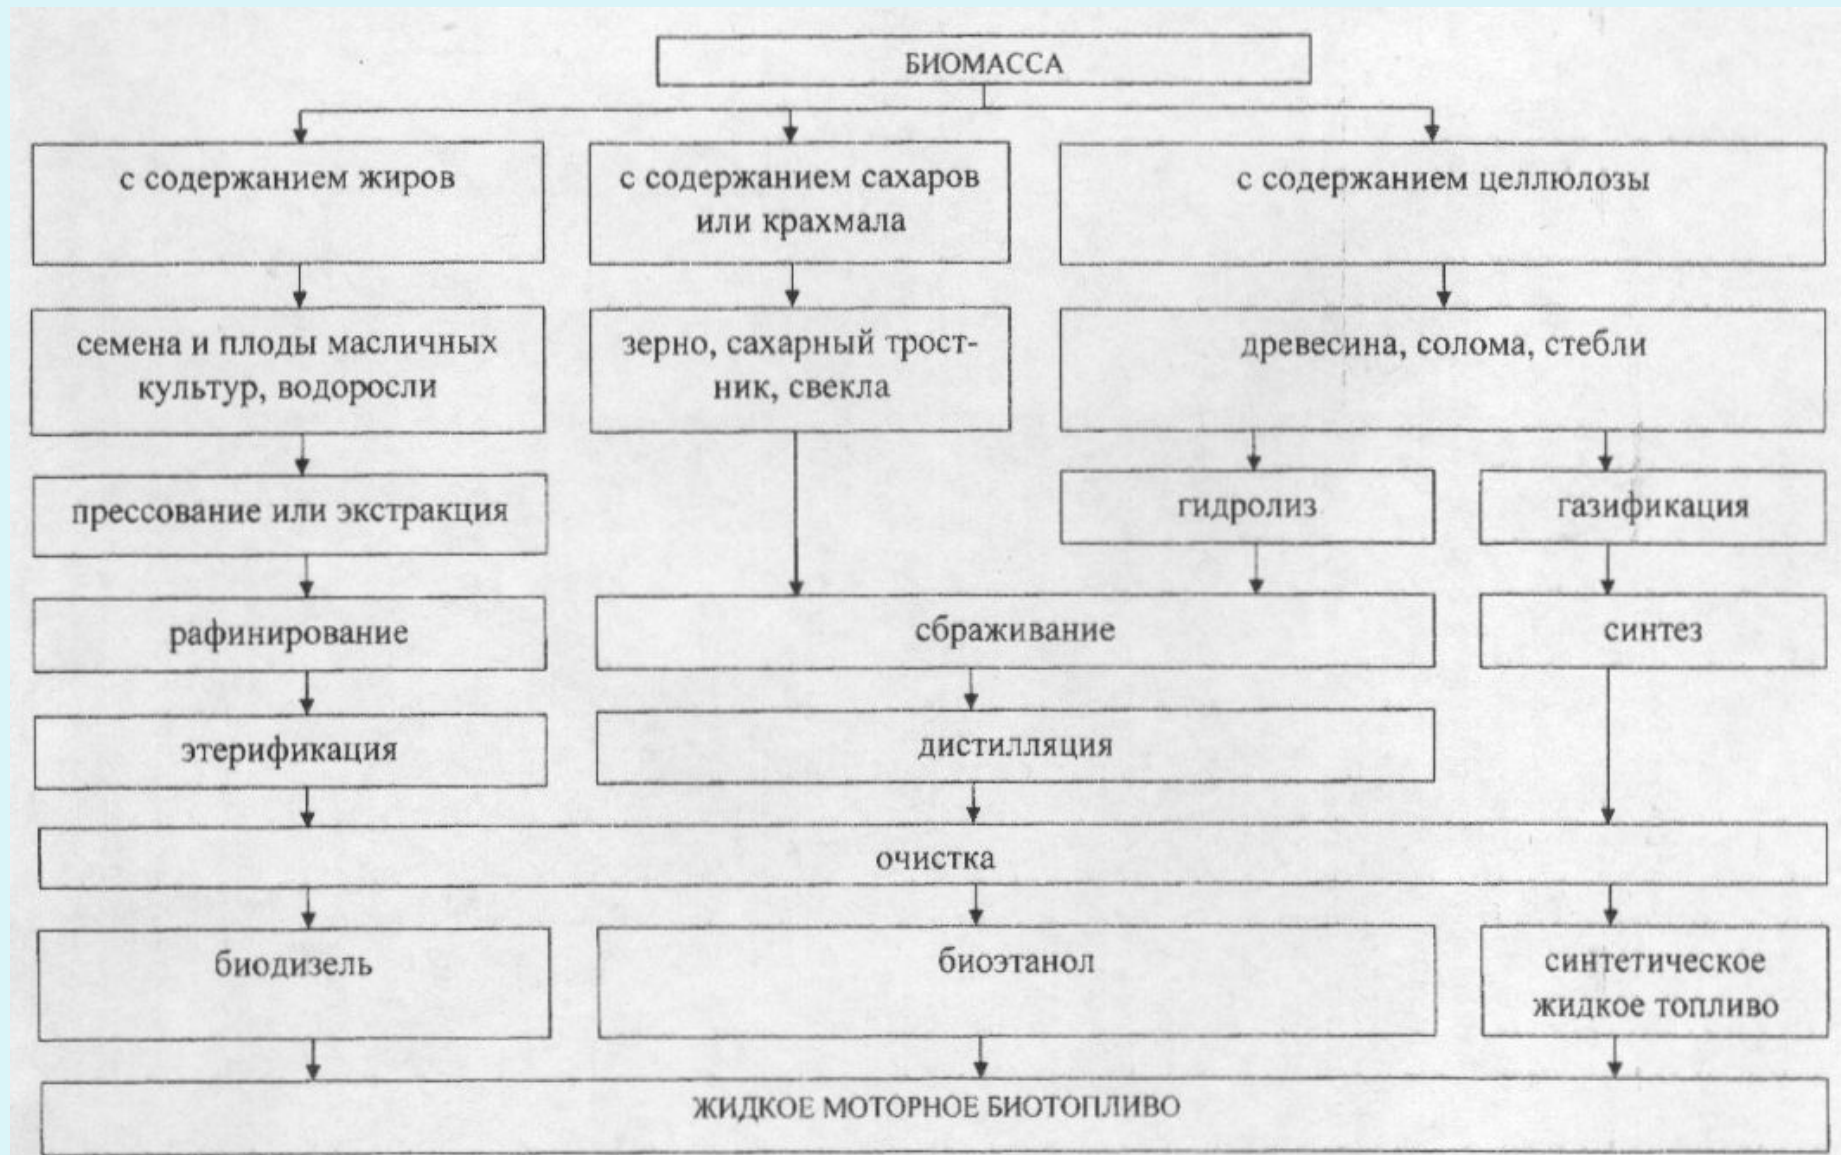 БИОМАССА
с содержанием жиров
с содержанием сахаров
или крахмала
с содержанием целлюлозы
семена и плоды масличных
культур, водоросли
зерно, сахарный трост-
ник, свекла
древесина, солома, стебли
прессование или экстракция
гидролиз
газификация
рафинирование
сбраживание
синтез
этерификация
дистилляция
очистка
биодизель
биоэтанол
синтетическое
жидкое топливо
ЖИДКОЕ МОТОРНОЕ БИОТОПЛИВО